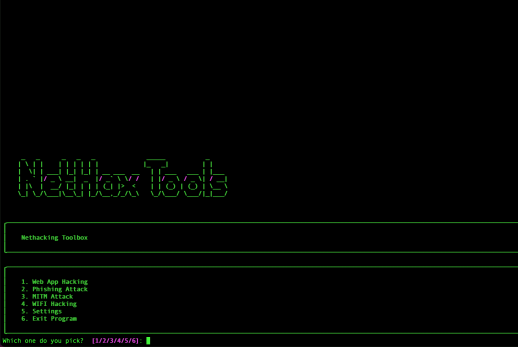 NetHax Tools
Methacking Toolbox
1. Web App Hacking
2. Phishing Attack
3. MITM Attack
4. WIFI Hacking
5. Settings
6. Exit Program
Which one do you pick? [1/2/3/4/5/6]: